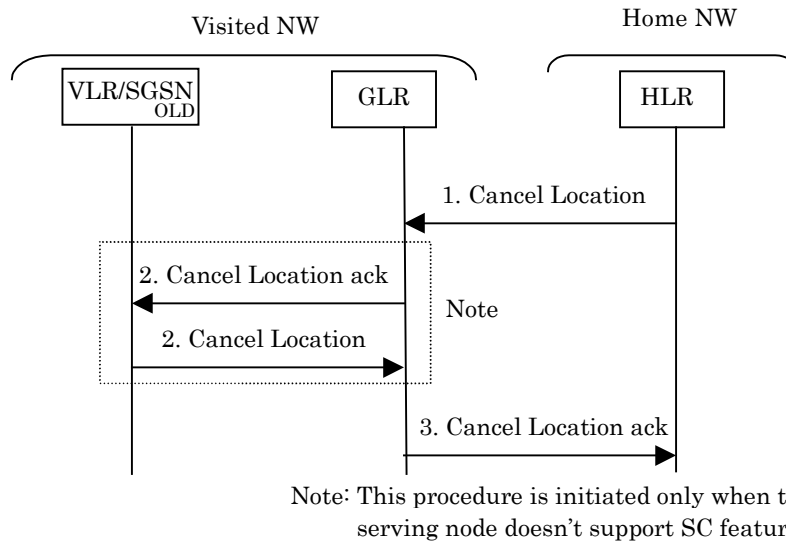 Visited NW
Home NW
VLR/SGSN
OLD
GLR
HLR
1. Cancel Location
2. Cancel Location ack
Note
2. Cancel Location
3. Cancel Location ack
Note: This procedure is initiated only when t
serving node doesn't support SC featur